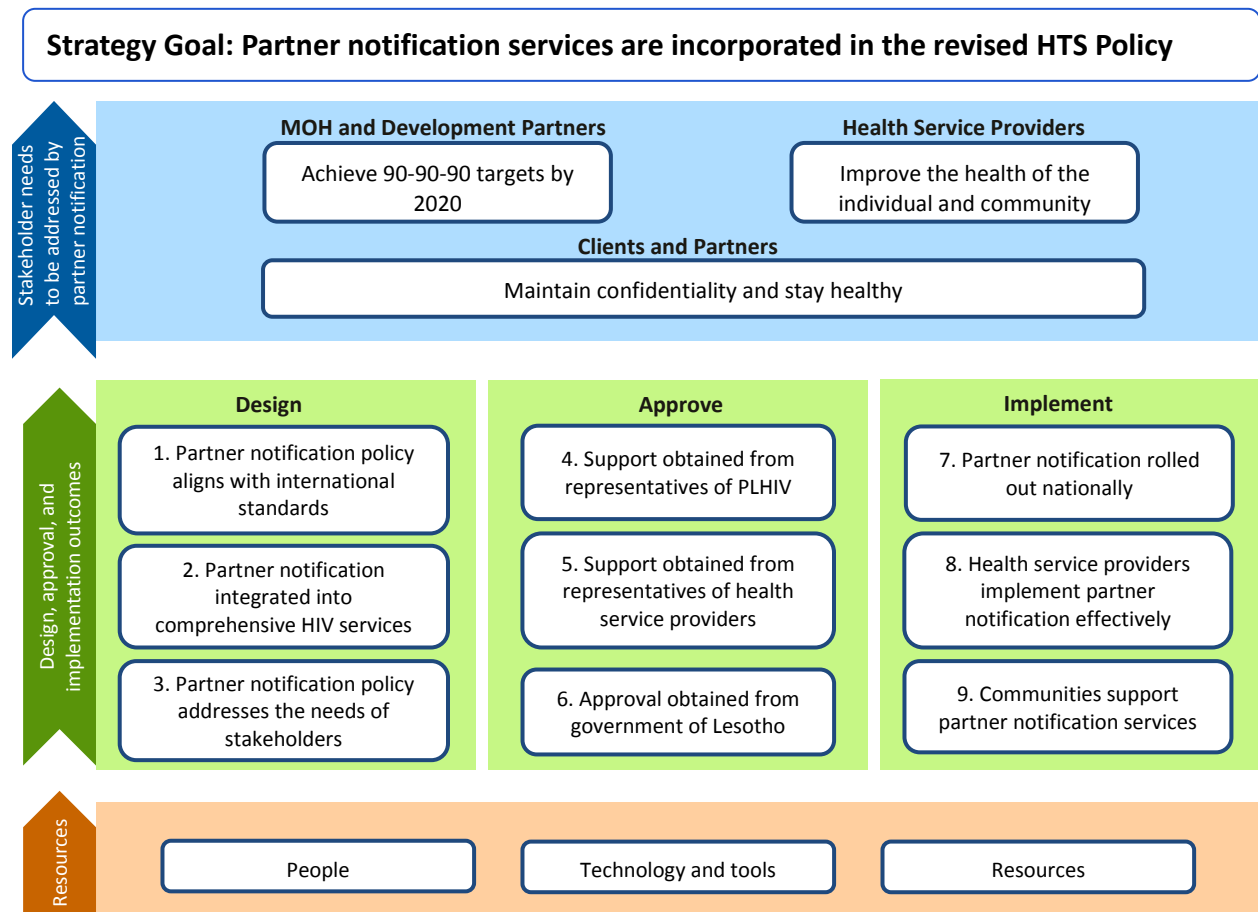 Strategy Goal: Partner notification services are incorporated in the revised HTS Policy
Stakeholder needs
to be addressed by
partner notification
MOH and Development Partners
Achieve 90-90-90 targets by
2020
Health Service Providers
Improve the health of the
individual and community
Clients and Partners
Maintain confidentiality and stay healthy
Design, approval, and
implementation outcomes
Design
1. Partner notification policy
aligns with international
standards
2. Partner notification
integrated into
comprehensive HIV services
3. Partner notification policy
addresses the needs of
stakeholders
Approve
4. Support obtained from
representatives of PLHIV
5. Support obtained from
representatives of health
service providers
6. Approval obtained from
government of Lesotho
Implement
7. Partner notification rolled
out nationally
8. Health service providers
implement partner
notification effectively
9. Communities support
partner notification services
Resources
People
Technology and tools
Resources